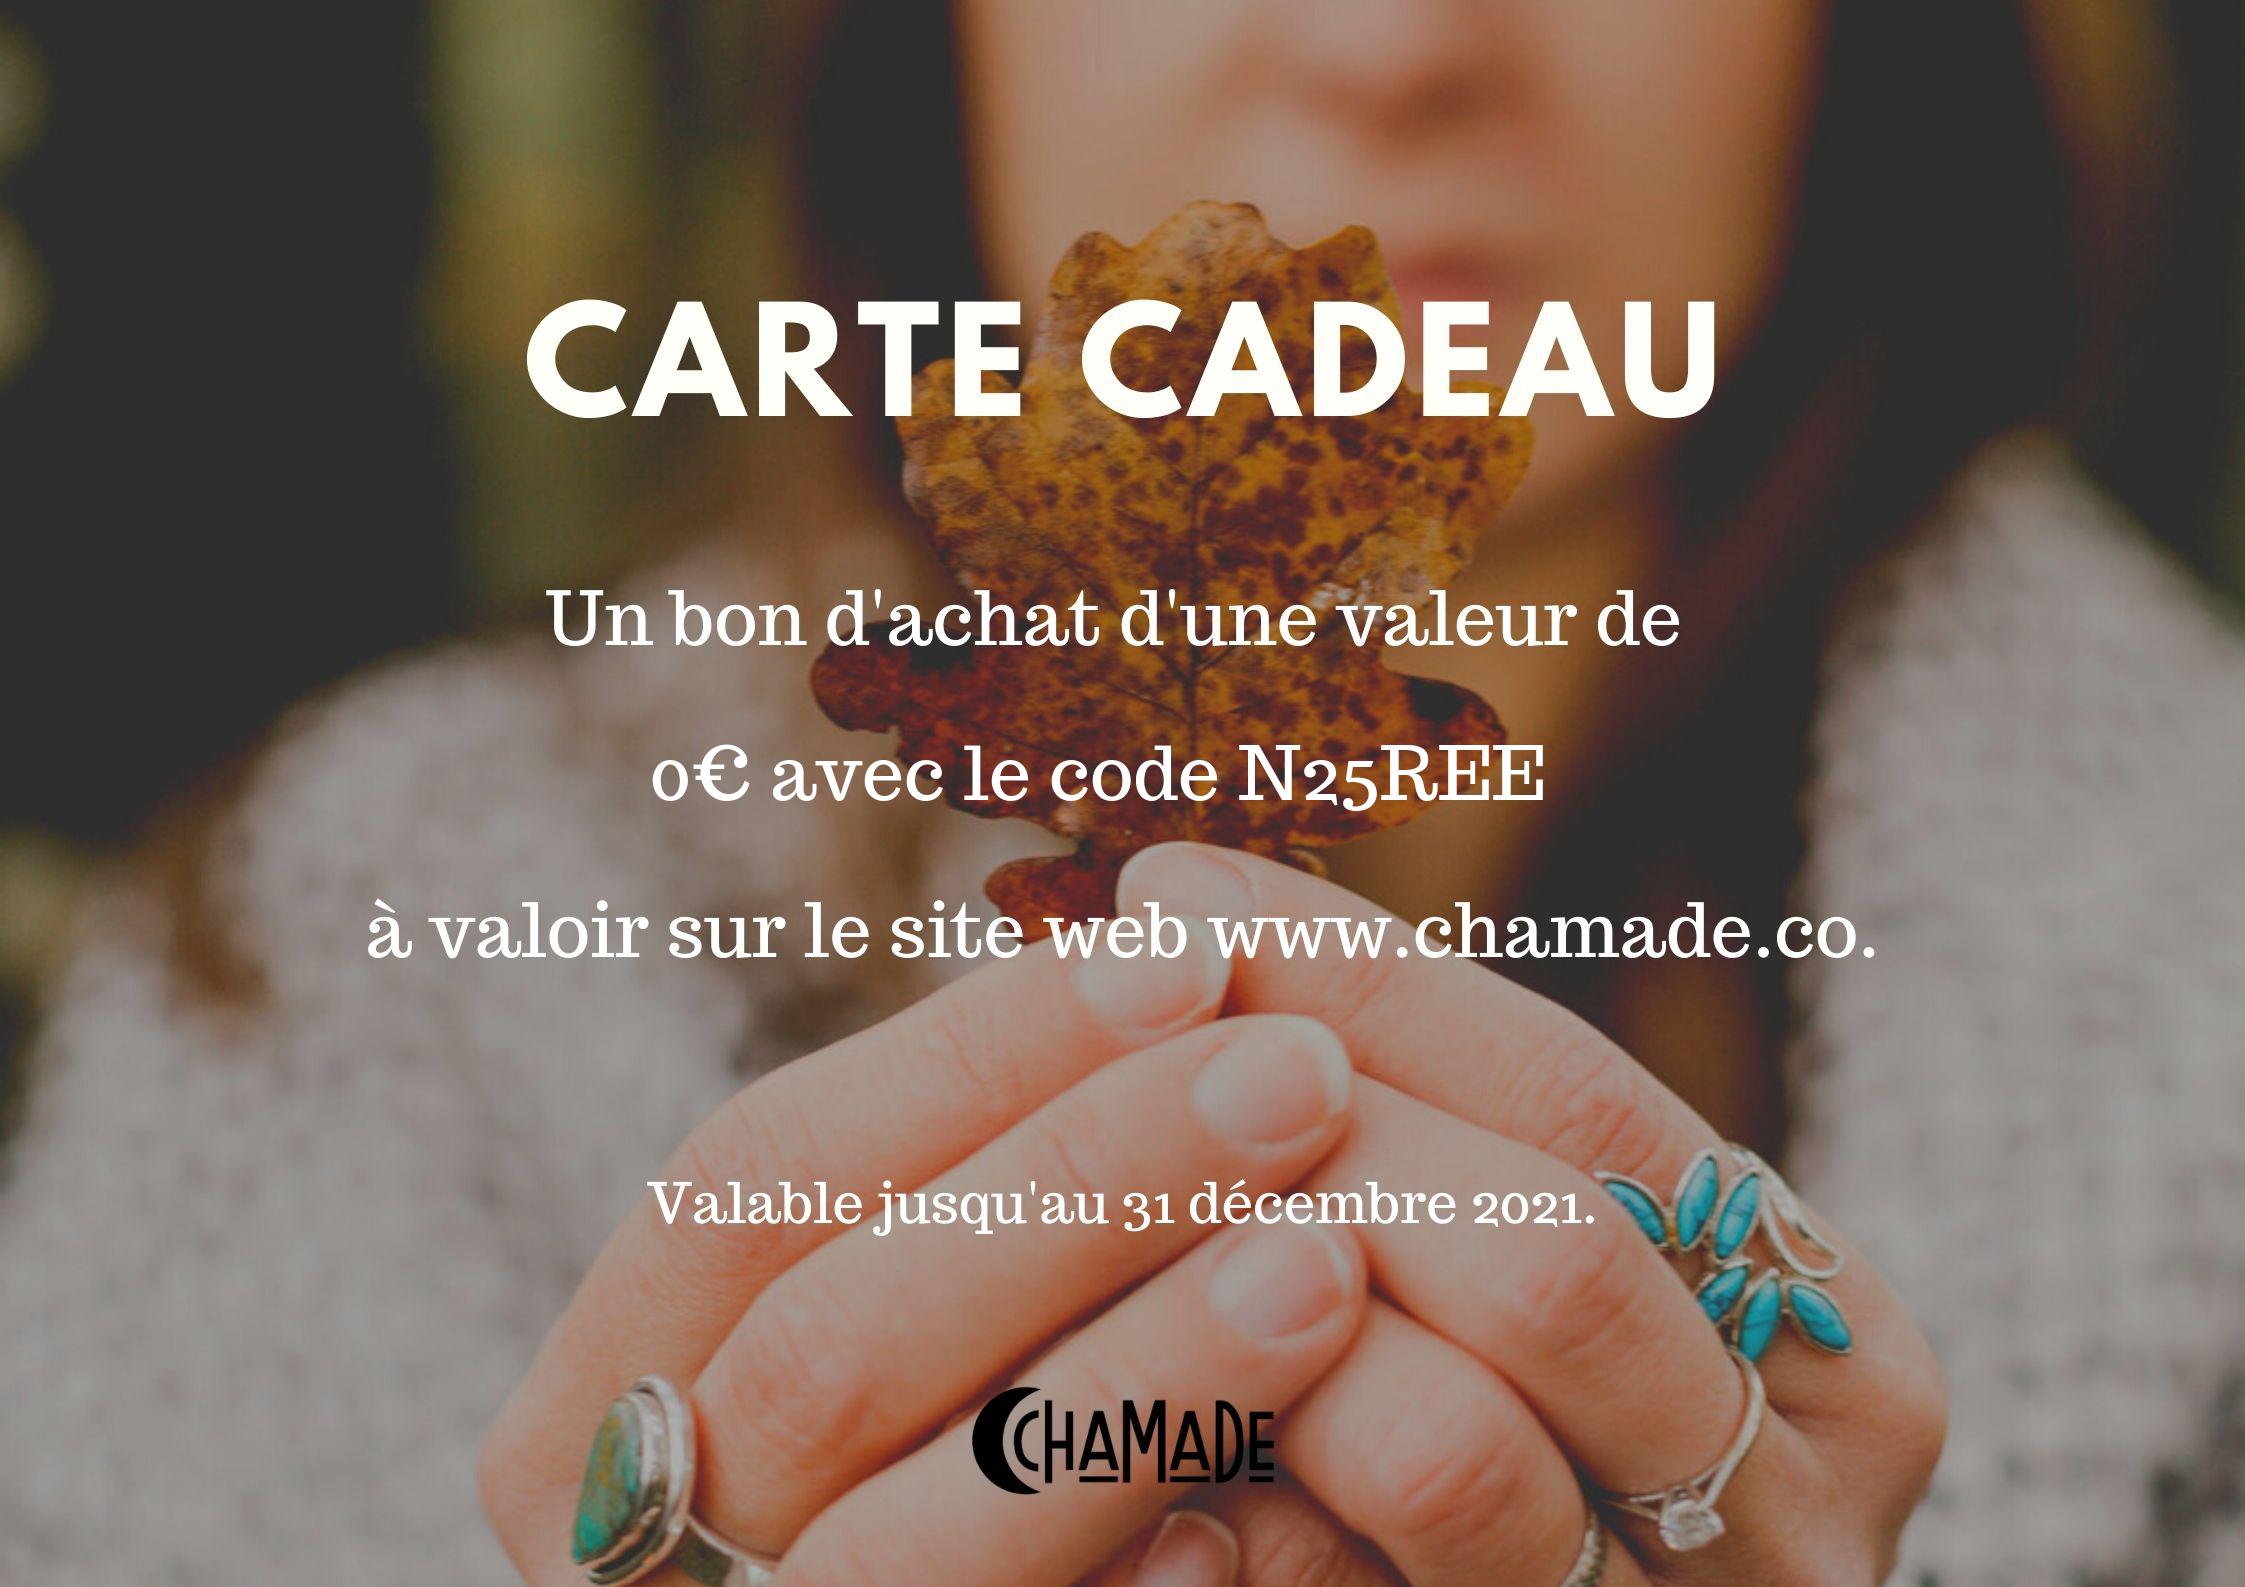 CARTE CADEAU
Un bon d'achat d'une valeur de
0€ avec le code N25REE
à valoir sur le site web www.chamade.co.
Valable jusqu'au 31 décembre 2021.
CHAMADE